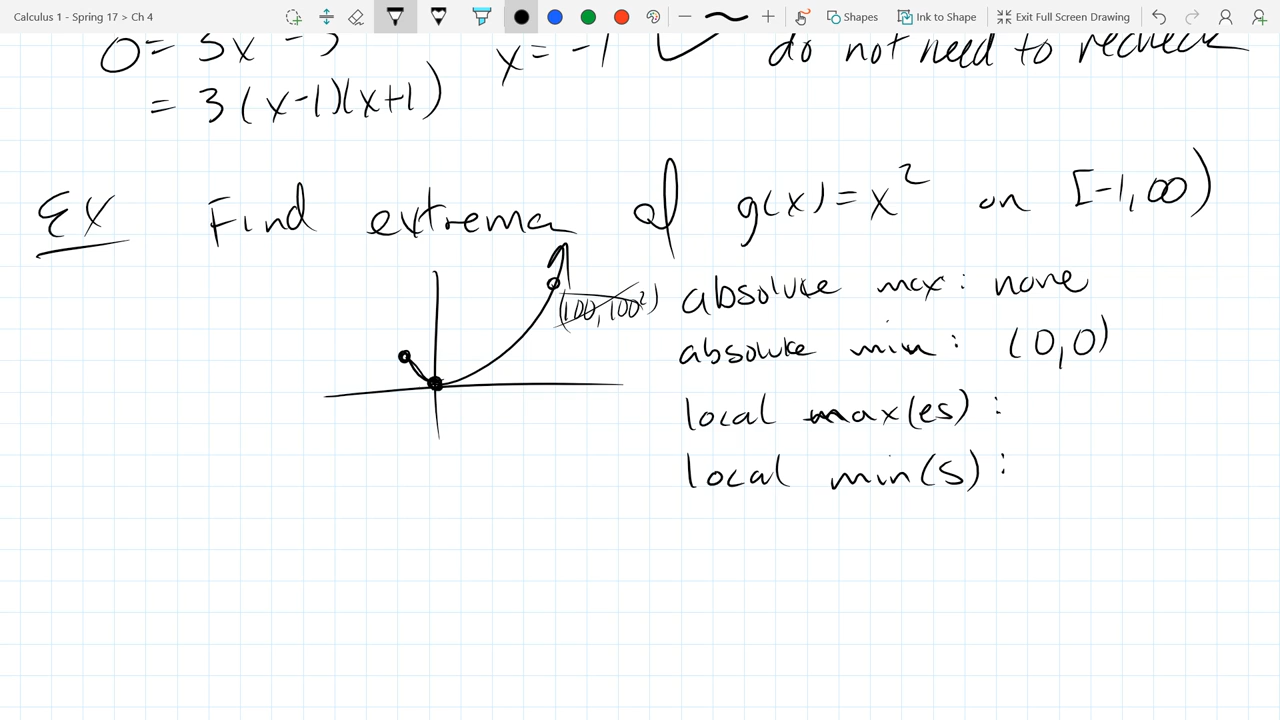 Calculus 1 - Spring 17 > Ch 4
Shapes
Ink to Shape
Exit Full Screen Drawing
0 = 3x² - 3
x = -1 ✓
do not need to recheck
= 3(x-1)(x+1)
EX Find extrema of g(x) = x² on [-1, ∞)
(100, 100²)
absolute max: none
absolute min: (0,0)
local max(es):
local min(s):